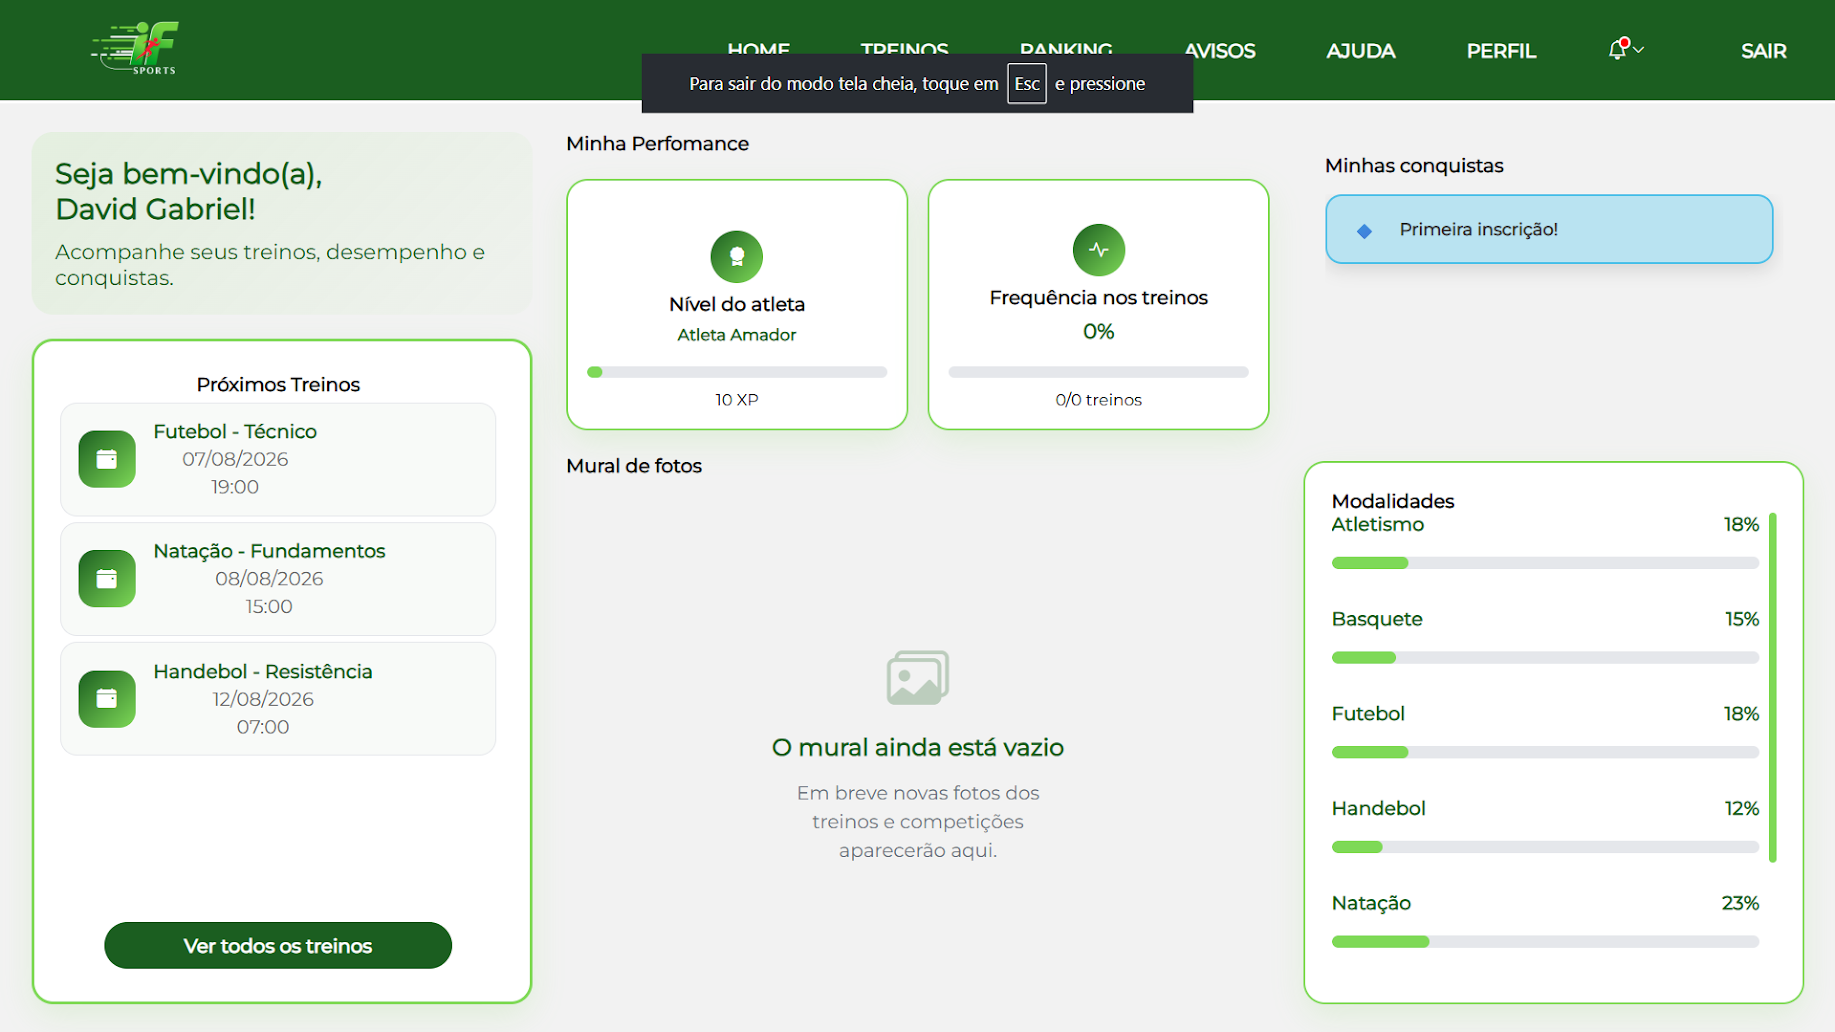 iF
SPORTS
HOME
TREINOS
RANKING
AVISOS
AJUDA
PERFIL
SAIR
Para sair do modo tela cheia, toque em Esc e pressione
Seja bem-vindo(a),
David Gabriel!
Acompanhe seus treinos, desempenho e
conquistas.
Próximos Treinos
Futebol - Técnico
07/08/2026
19:00
Natação - Fundamentos
08/08/2026
15:00
Handebol - Resistência
12/08/2026
07:00
Ver todos os treinos
Minha Perfomance
Nível do atleta
Atleta Amador
10 XP
Frequência nos treinos
0%
0/0 treinos
Mural de fotos
O mural ainda está vazio
Em breve novas fotos dos
treinos e competições
aparecerão aqui.
Minhas conquistas
Primeira inscrição!
Modalidades
Atletismo 18%
Basquete 15%
Futebol 18%
Handebol 12%
Natação 23%